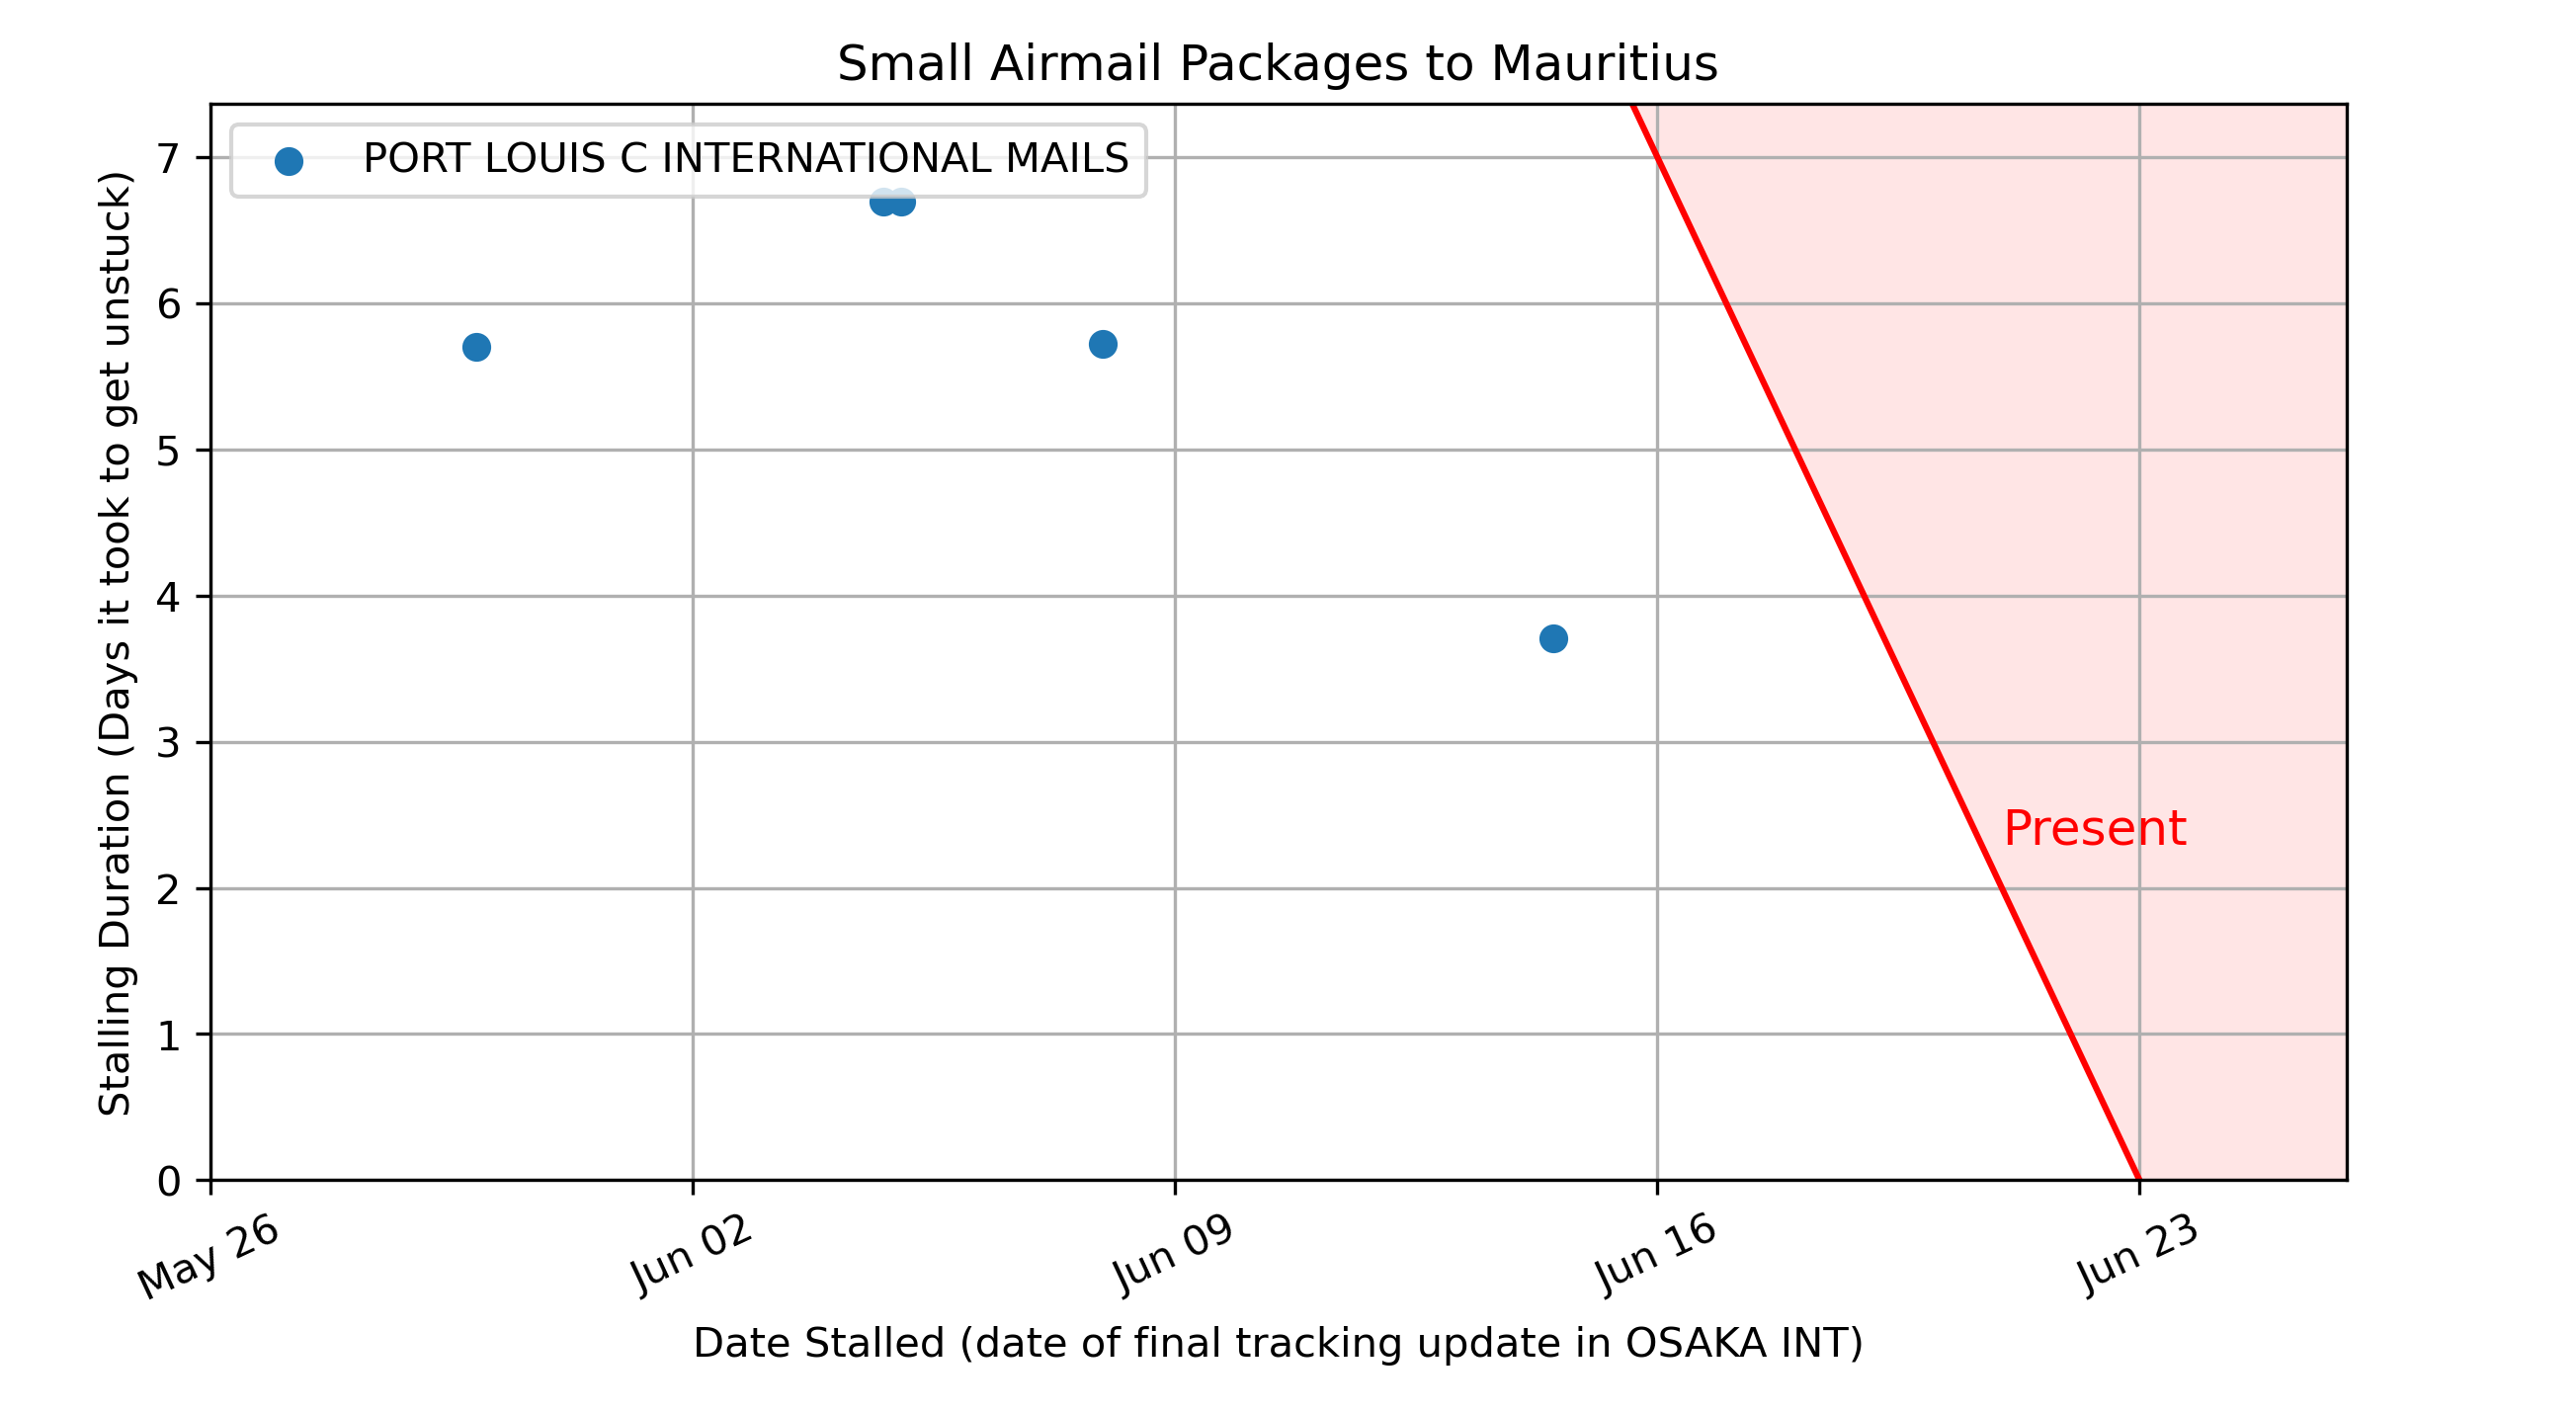 Small Airmail Packages to Mauritius
PORT LOUIS C INTERNATIONAL MAILS
Stalling Duration (Days it took to get unstuck)
7
6
5
4
3
2
1
0
Present
May 26
Jun 02
Jun 09
Jun 16
Jun 23
Date Stalled (date of final tracking update in OSAKA INT)